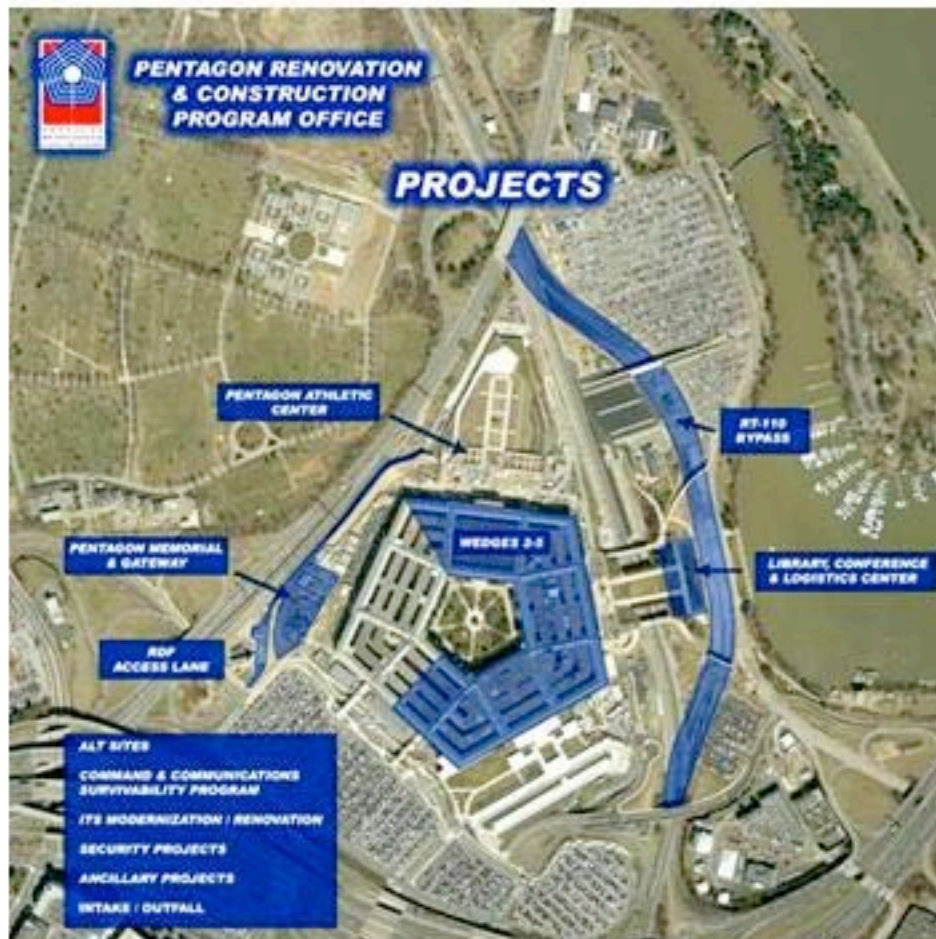 PENTAGON RENOVATION
& CONSTRUCTION
PROGRAM OFFICE
PROJECTS
PENTAGON ATHLETIC
CENTER
RT-110
BYPASS
WEDGES 2-5
PENTAGON MEMORIAL
& GATEWAY
LIBRARY, CONFERENCE
& LOGISTICS CENTER
RDF
ACCESS LANE
ALT SITES
COMMAND & COMMUNICATIONS
SURVIVABILITY PROGRAM
ITS MODERNIZATION / RENOVATION
SECURITY PROJECTS
ANCILLARY PROJECTS
INTAKE / OUTFALL